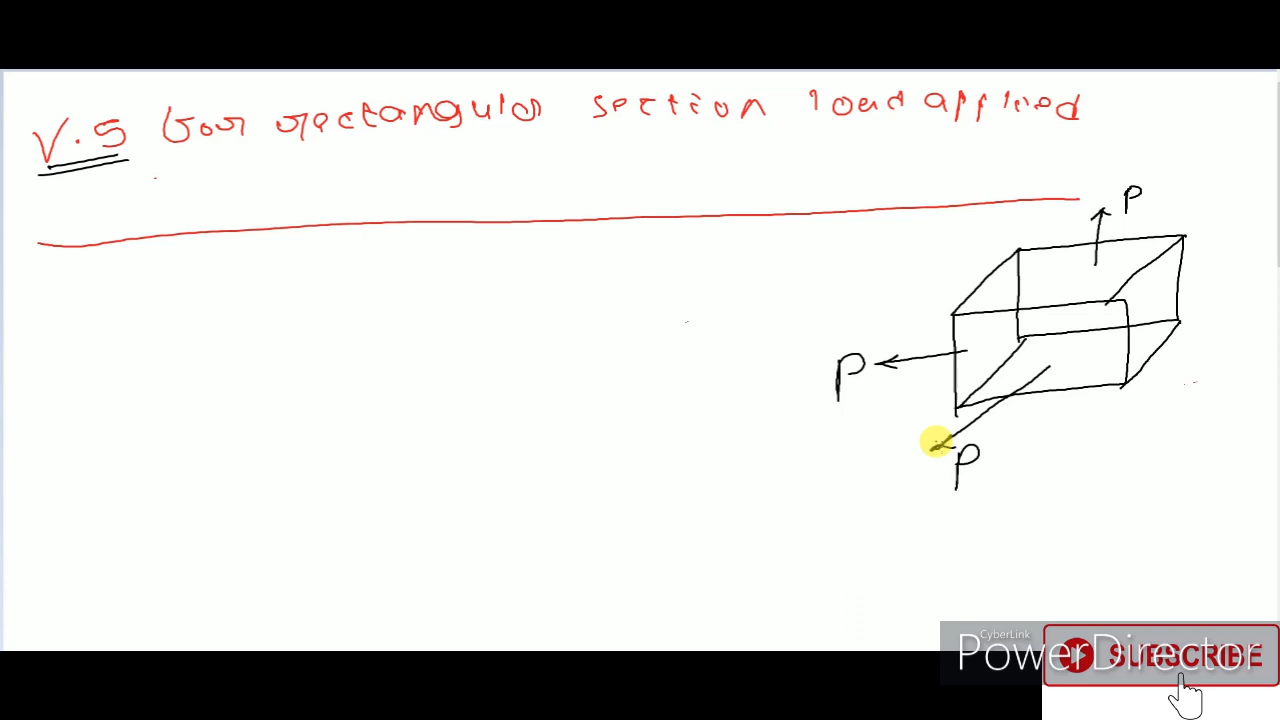 V.S for rectangular section load applied
P
P
P
CyberLink
PowerDirector
SUBSCRIBE